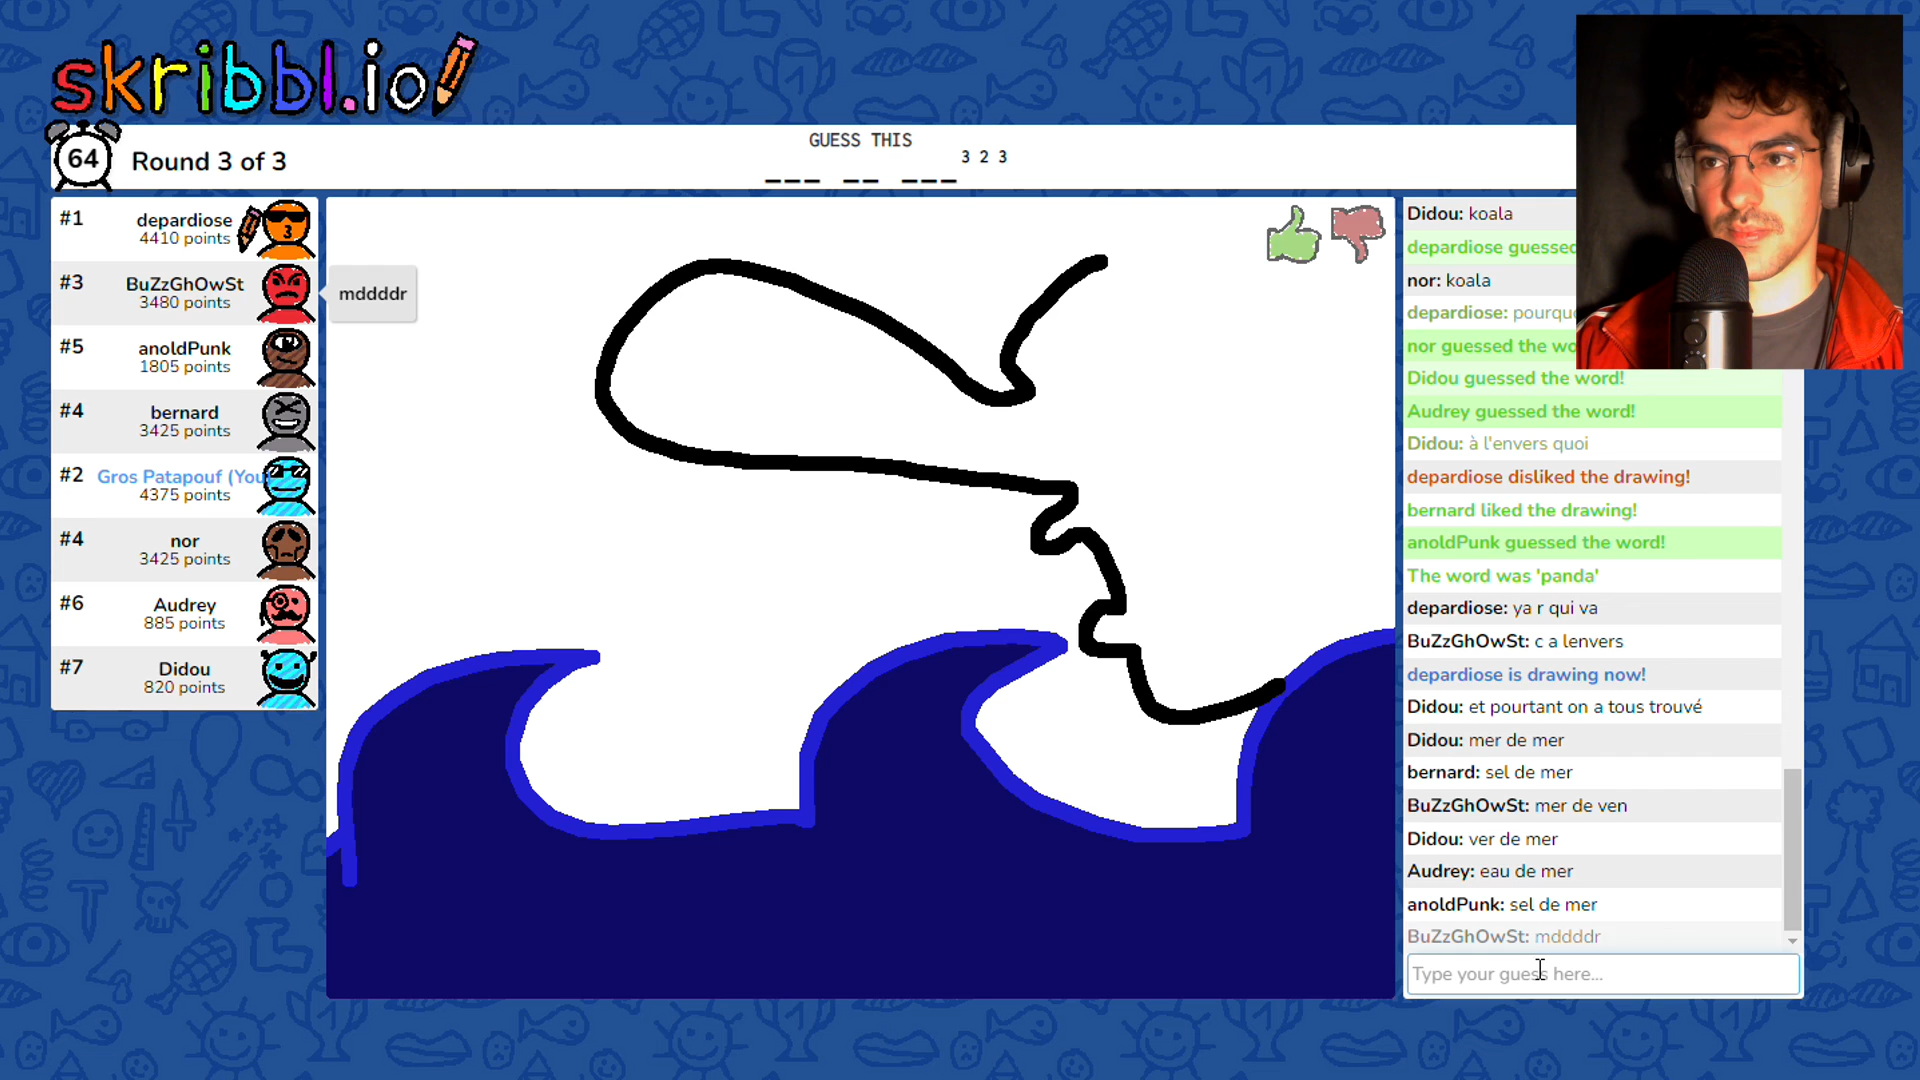 skribbl.io
64
Round 3 of 3
GUESS THIS
___ __ ___ 3 2 3
#1 depardiose
4410 points
#3 BuZzGhOwSt
3480 points
mddddr
#5 anoldPunk
1805 points
#4 bernard
3425 points
#2 Gros Patapouf (You
4375 points
#4 nor
3425 points
#6 Audrey
885 points
#7 Didou
820 points
Didou: koala
depardiose guessed
nor: koala
depardiose: pourqu
nor guessed the wo
Didou guessed the word!
Audrey guessed the word!
Didou: à l'envers quoi
depardiose disliked the drawing!
bernard liked the drawing!
anoldPunk guessed the word!
The word was 'panda'
depardiose: ya r qui va
BuZzGhOwSt: c a lenvers
depardiose is drawing now!
Didou: et pourtant on a tous trouvé
Didou: mer de mer
bernard: sel de mer
BuZzGhOwSt: mer de ven
Didou: ver de mer
Audrey: eau de mer
anoldPunk: sel de mer
BuZzGhOwSt: mddddr
Type your guess here...